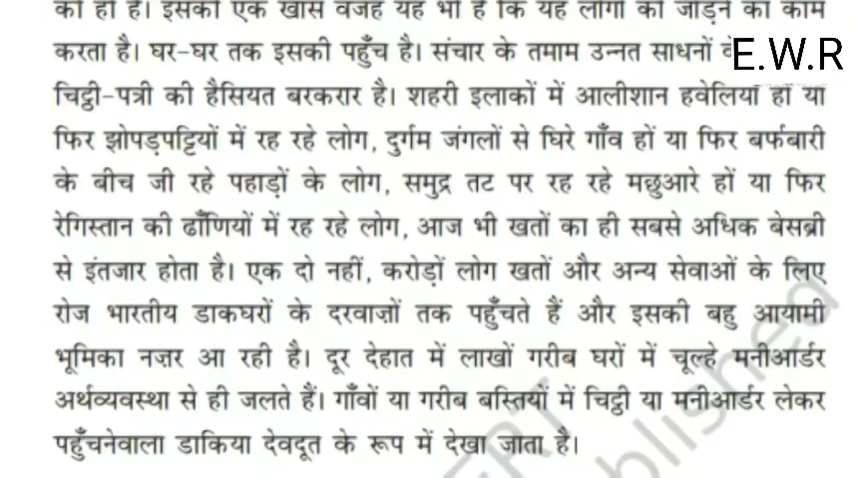 की ही है। इसकी एक खास वजह यह भी है कि यह लोगों को जोड़ने का काम
करता है। घर-घर तक इसकी पहुँच है। संचार के तमाम उन्नत साधनों के
E.W.R
चिट्ठी-पत्री की हैसियत बरकरार है। शहरी इलाकों में आलीशान हवेलियाँ हों या
फिर झोपड़पट्टियों में रह रहे लोग, दुर्गम जंगलों से घिरे गाँव हों या फिर बर्फबारी
के बीच जी रहे पहाड़ों के लोग, समुद्र तट पर रह रहे मछुआरे हों या फिर
रेगिस्तान की ढाँणियों में रह रहे लोग, आज भी खतों का ही सबसे अधिक बेसब्री
से इंतजार होता है। एक दो नहीं, करोड़ों लोग खतों और अन्य सेवाओं के लिए
रोज भारतीय डाकघरों के दरवाज़ों तक पहुँचते हैं और इसकी बहु आयामी
भूमिका नज़र आ रही है। दूर देहात में लाखों गरीब घरों में चूल्हे मनीआर्डर
अर्थव्यवस्था से ही जलते हैं। गाँवों या गरीब बस्तियों में चिट्ठी या मनीआर्डर लेकर
पहुँचनेवाला डाकिया देवदूत के रूप में देखा जाता है।